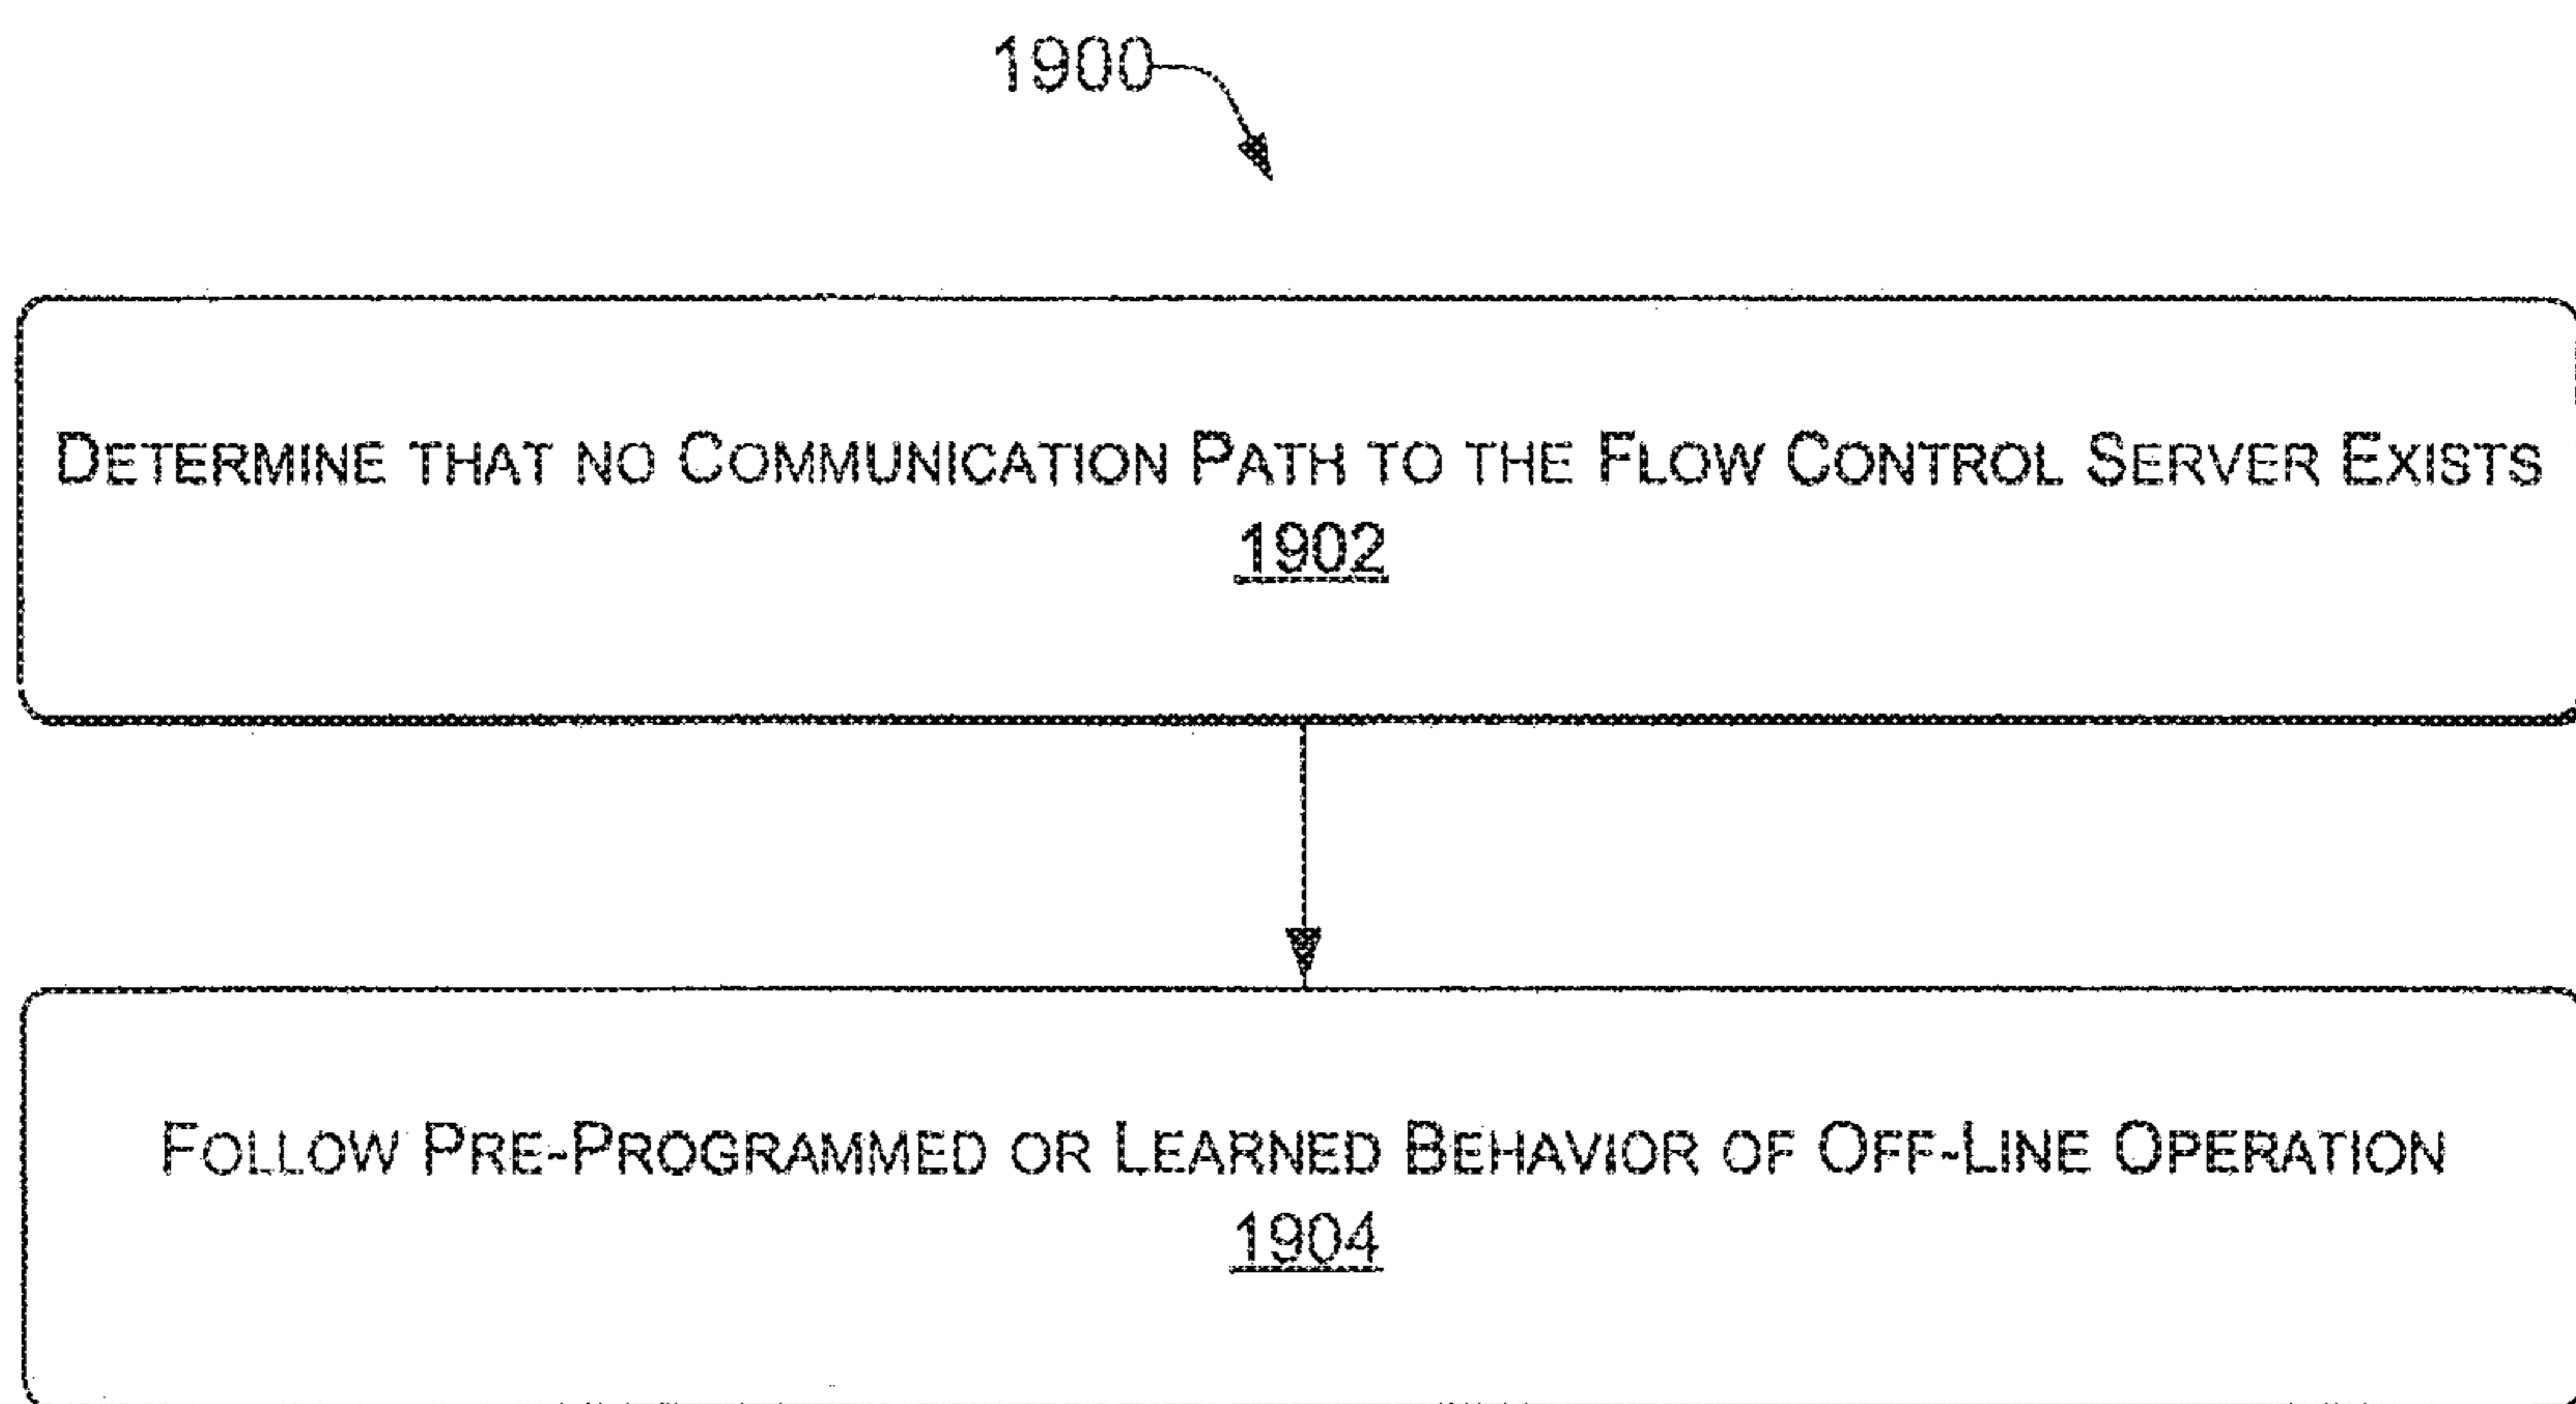 1900
DETERMINE THAT NO COMMUNICATION PATH TO THE FLOW CONTROL SERVER EXISTS
1902
FOLLOW PRE-PROGRAMMED OR LEARNED BEHAVIOR OF OFF-LINE OPERATION
1904